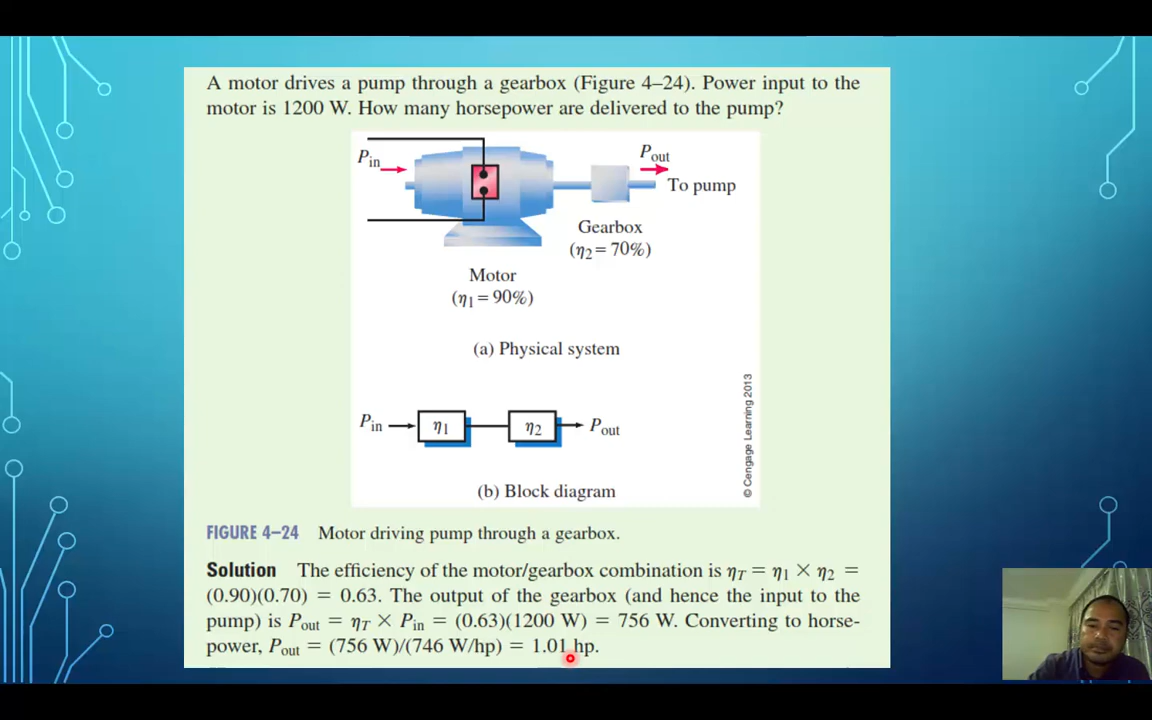 A motor drives a pump through a gearbox (Figure 4–24). Power input to the
motor is 1200 W. How many horsepower are delivered to the pump?
Pin
Pout
To pump
Gearbox
(η2 = 70%)
Motor
(η1 = 90%)
(a) Physical system
Pin
η1
η2
Pout
(b) Block diagram
© Cengage Learning 2013
FIGURE 4–24 Motor driving pump through a gearbox.
Solution The efficiency of the motor/gearbox combination is ηT = η1 × η2 =
(0.90)(0.70) = 0.63. The output of the gearbox (and hence the input to the
pump) is Pout = ηT × Pin = (0.63)(1200 W) = 756 W. Converting to horse-
power, Pout = (756 W)/(746 W/hp) = 1.01 hp.